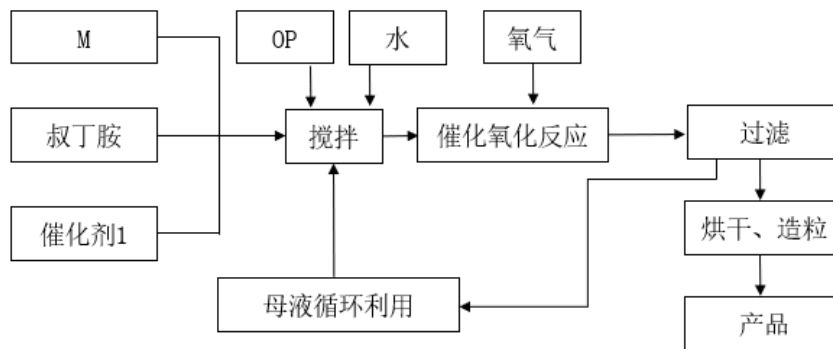 M
OP
水
氧气
叔丁胺
搅拌
催化氧化反应
过滤
催化剂1
烘干、造粒
母液循环利用
产品